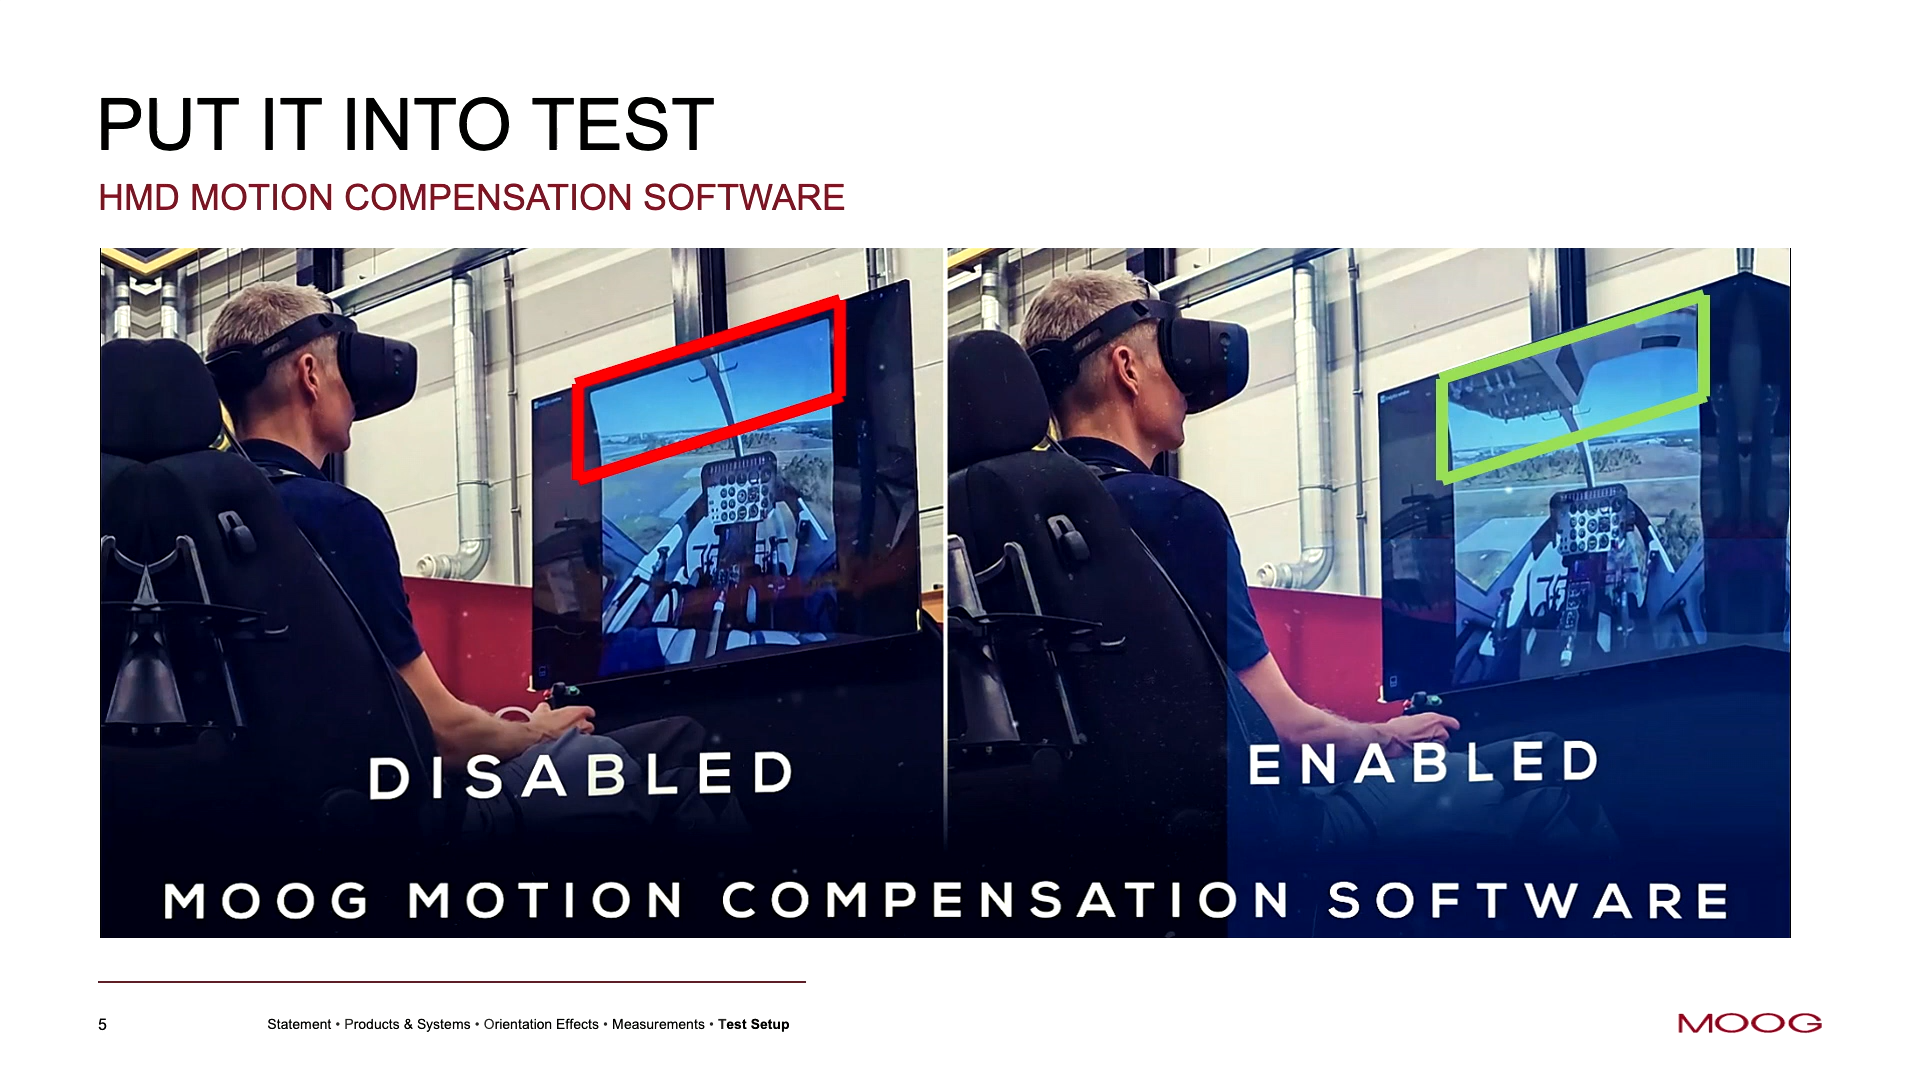 PUT IT INTO TEST
HMD MOTION COMPENSATION SOFTWARE
DISABLED
ENABLED
MOOG MOTION COMPENSATION SOFTWARE
5
Statement • Products & Systems • Orientation Effects • Measurements • Test Setup
MOOG